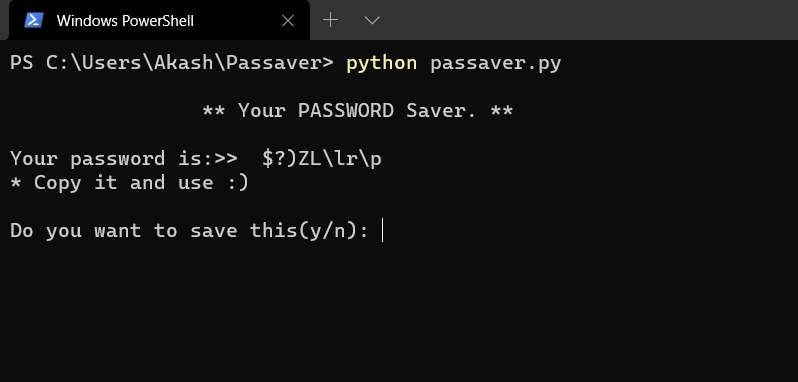 Windows PowerShell
PS C:\Users\Akash\Passaver> python passaver.py
** Your PASSWORD Saver. **
Your password is:>>  $?)ZL\lr\p
* Copy it and use :)
Do you want to save this(y/n):